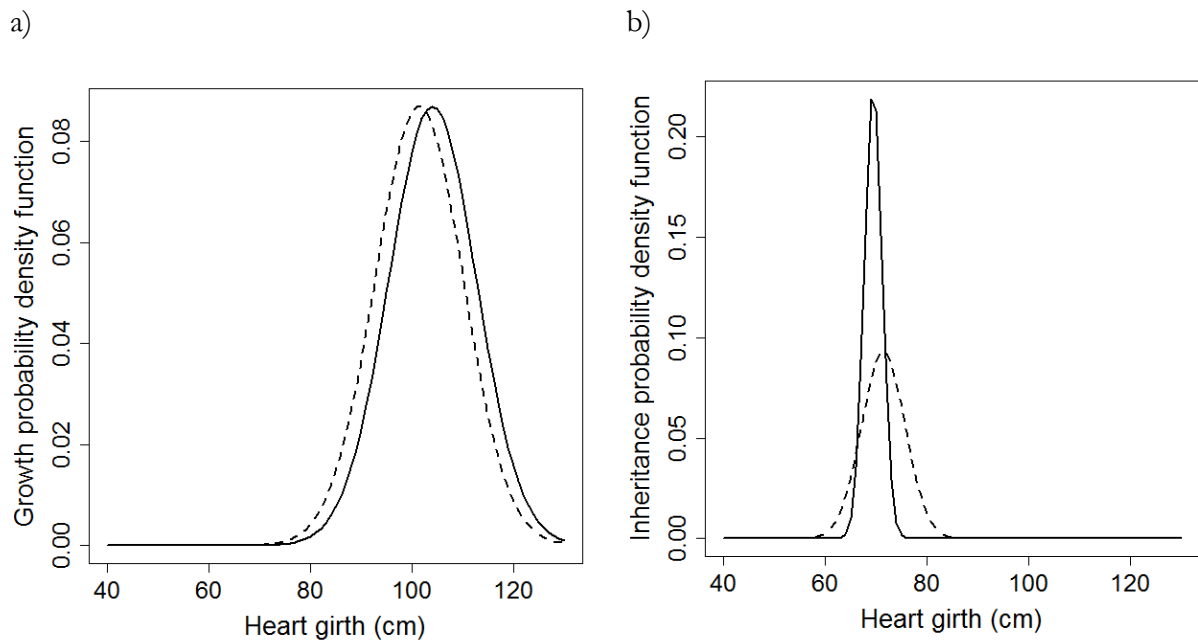 a)
Growth probability density function
0.00
0.02
0.04
0.06
0.08
40 60 80 100 120
Heart girth (cm)
b)
Inheritance probability density function
0.00
0.05
0.10
0.15
0.20
40 60 80 100 120
Heart girth (cm)